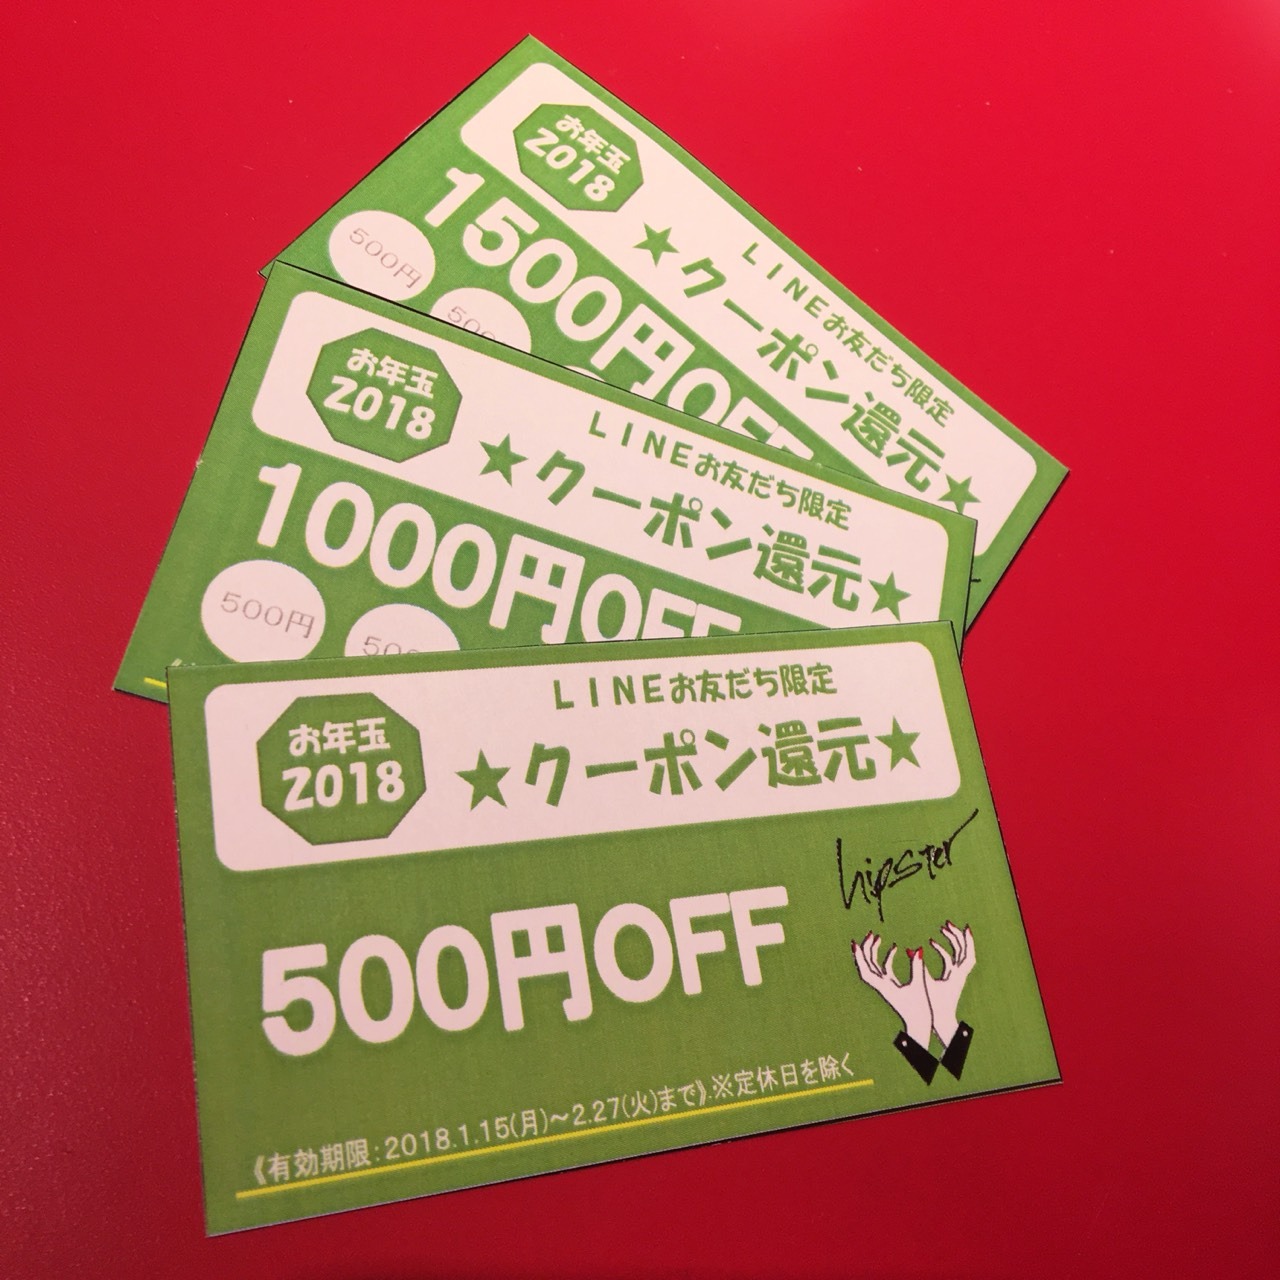 お年玉
2018
LINEお友だち限定
★クーポン還元★
1500円OFF
500円
500
お年玉
2018
LINEお友だち限定
★クーポン還元★
1000円OFF
500円
500
お年玉
2018
LINEお友だち限定
★クーポン還元★
hipster
500円OFF
《有効期限:2018.1.15(月)～2.27(火)まで》※定休日を除く